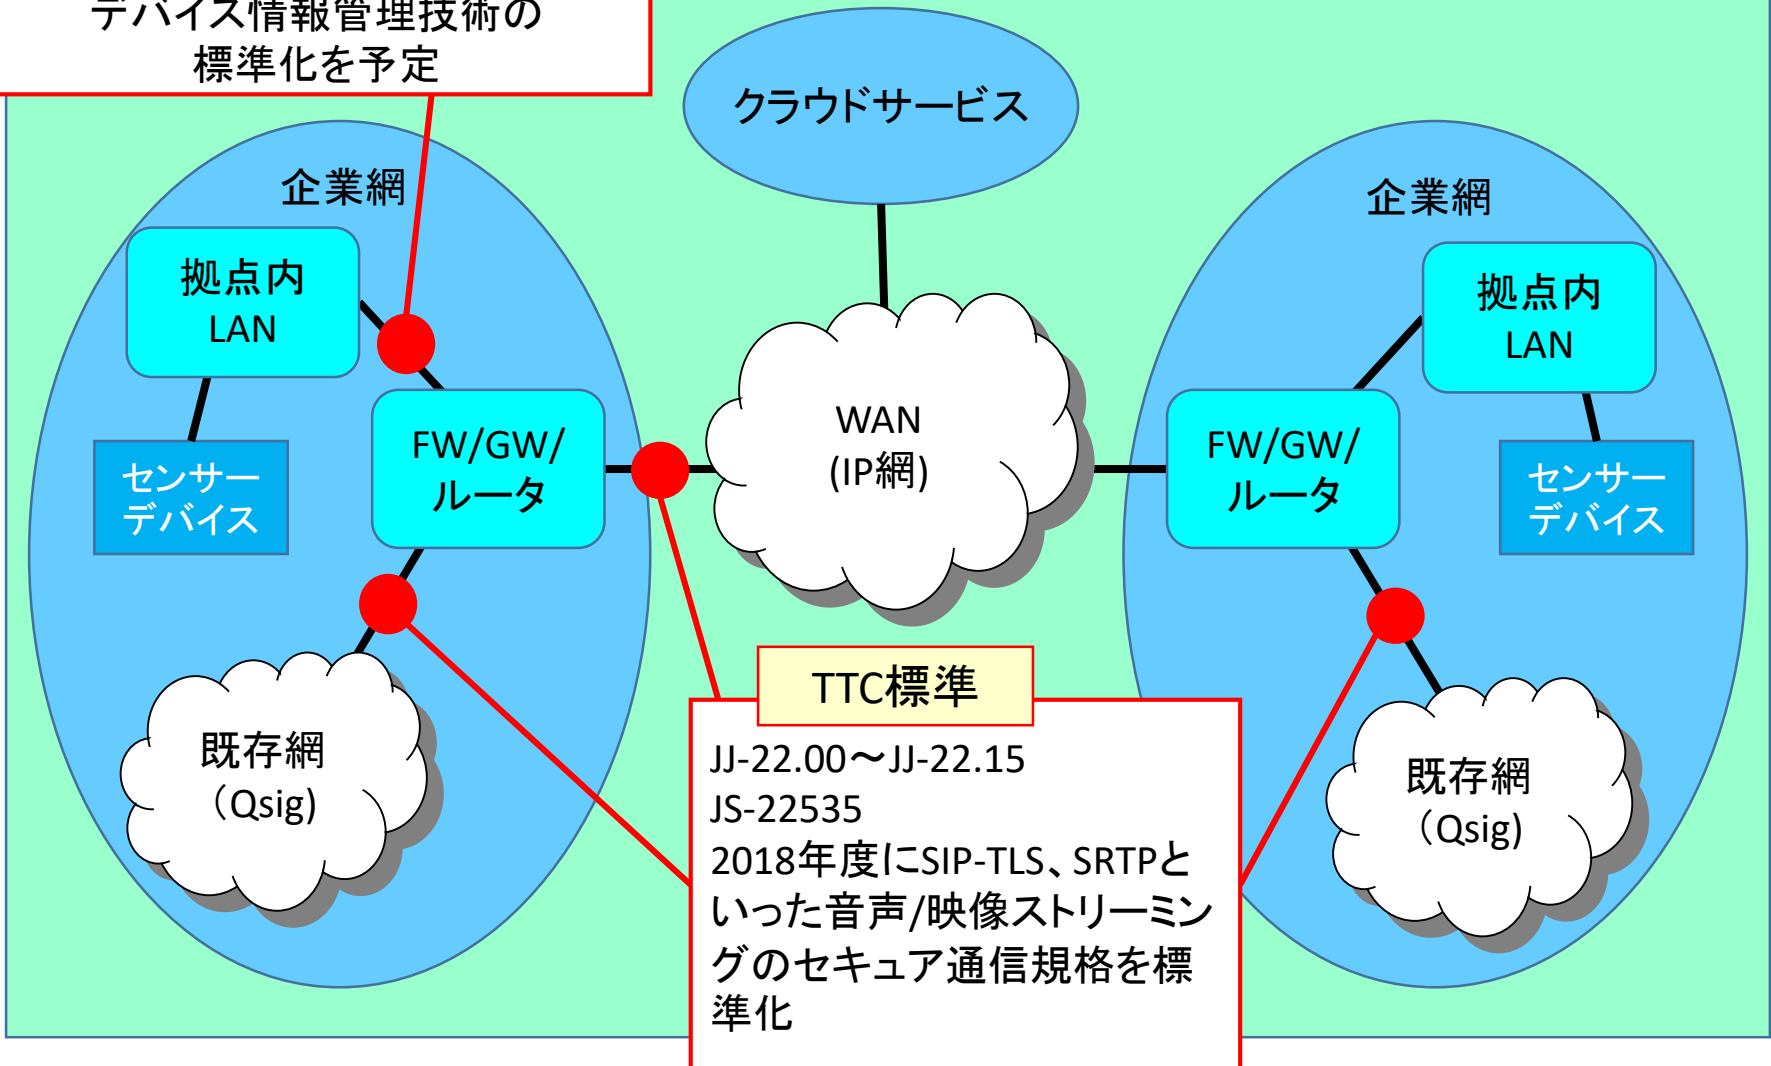 デバイス情報管理技術の
標準化を予定
クラウドサービス
企業網
拠点内
LAN
FW/GW/
ルータ
センサー
デバイス
既存網
（Qsig)
WAN
(IP網)
企業網
拠点内
LAN
FW/GW/
ルータ
センサー
デバイス
既存網
（Qsig)
TTC標準
JJ-22.00～JJ-22.15
JS-22535
2018年度にSIP-TLS、SRTPと
いった音声/映像ストリーミン
グのセキュア通信規格を標
準化